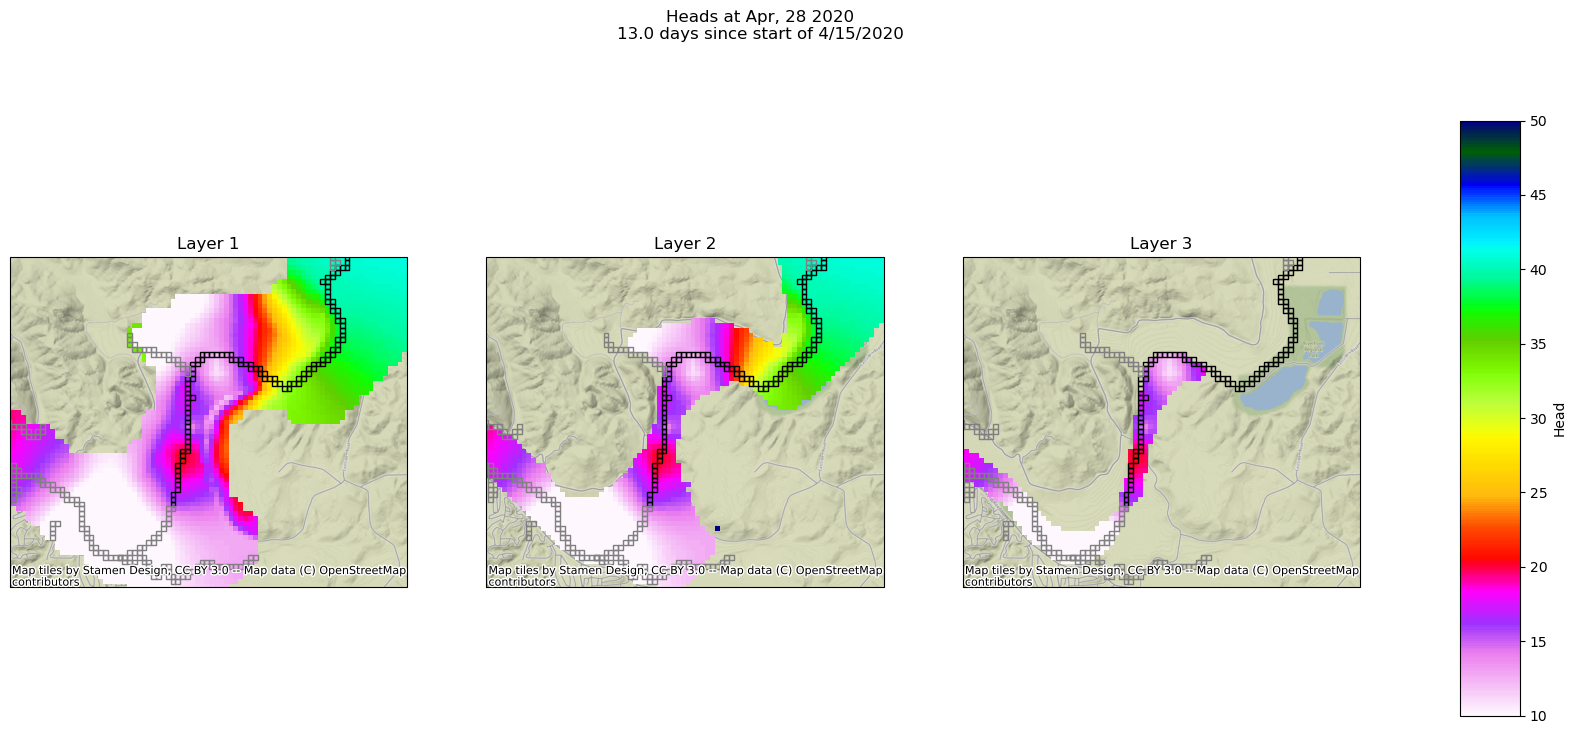 Heads at Apr, 28 2020
13.0 days since start of 4/15/2020
Layer 1
Layer 2
Layer 3
Map tiles by Stamen Design, CC BY 3.0 -- Map data (C) OpenStreetMap
contributors
Map tiles by Stamen Design, CC BY 3.0 -- Map data (C) OpenStreetMap
contributors
Map tiles by Stamen Design, CC BY 3.0 -- Map data (C) OpenStreetMap
contributors
50
45
40
35
30
25
20
15
10
Head